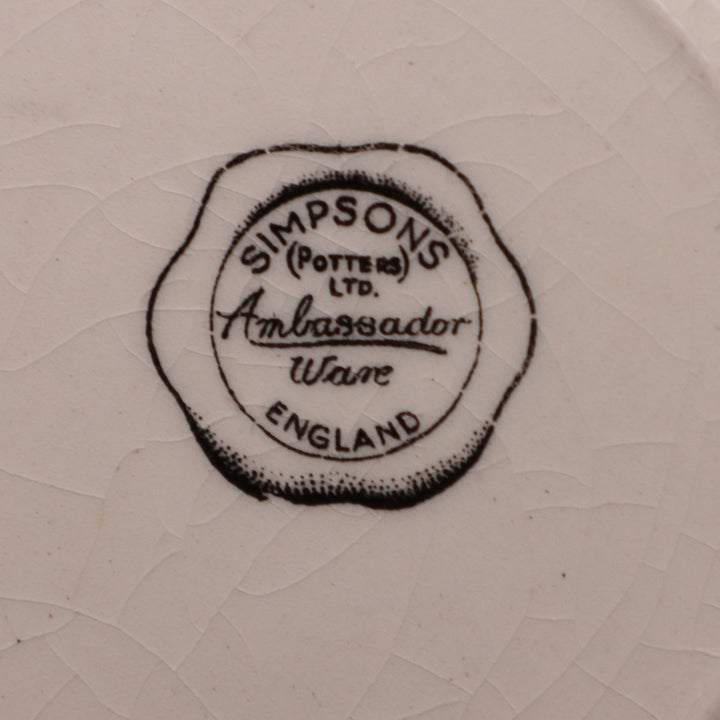 SIMPSONS
(POTTERS)
LTD.
Ambassador
Ware
ENGLAND